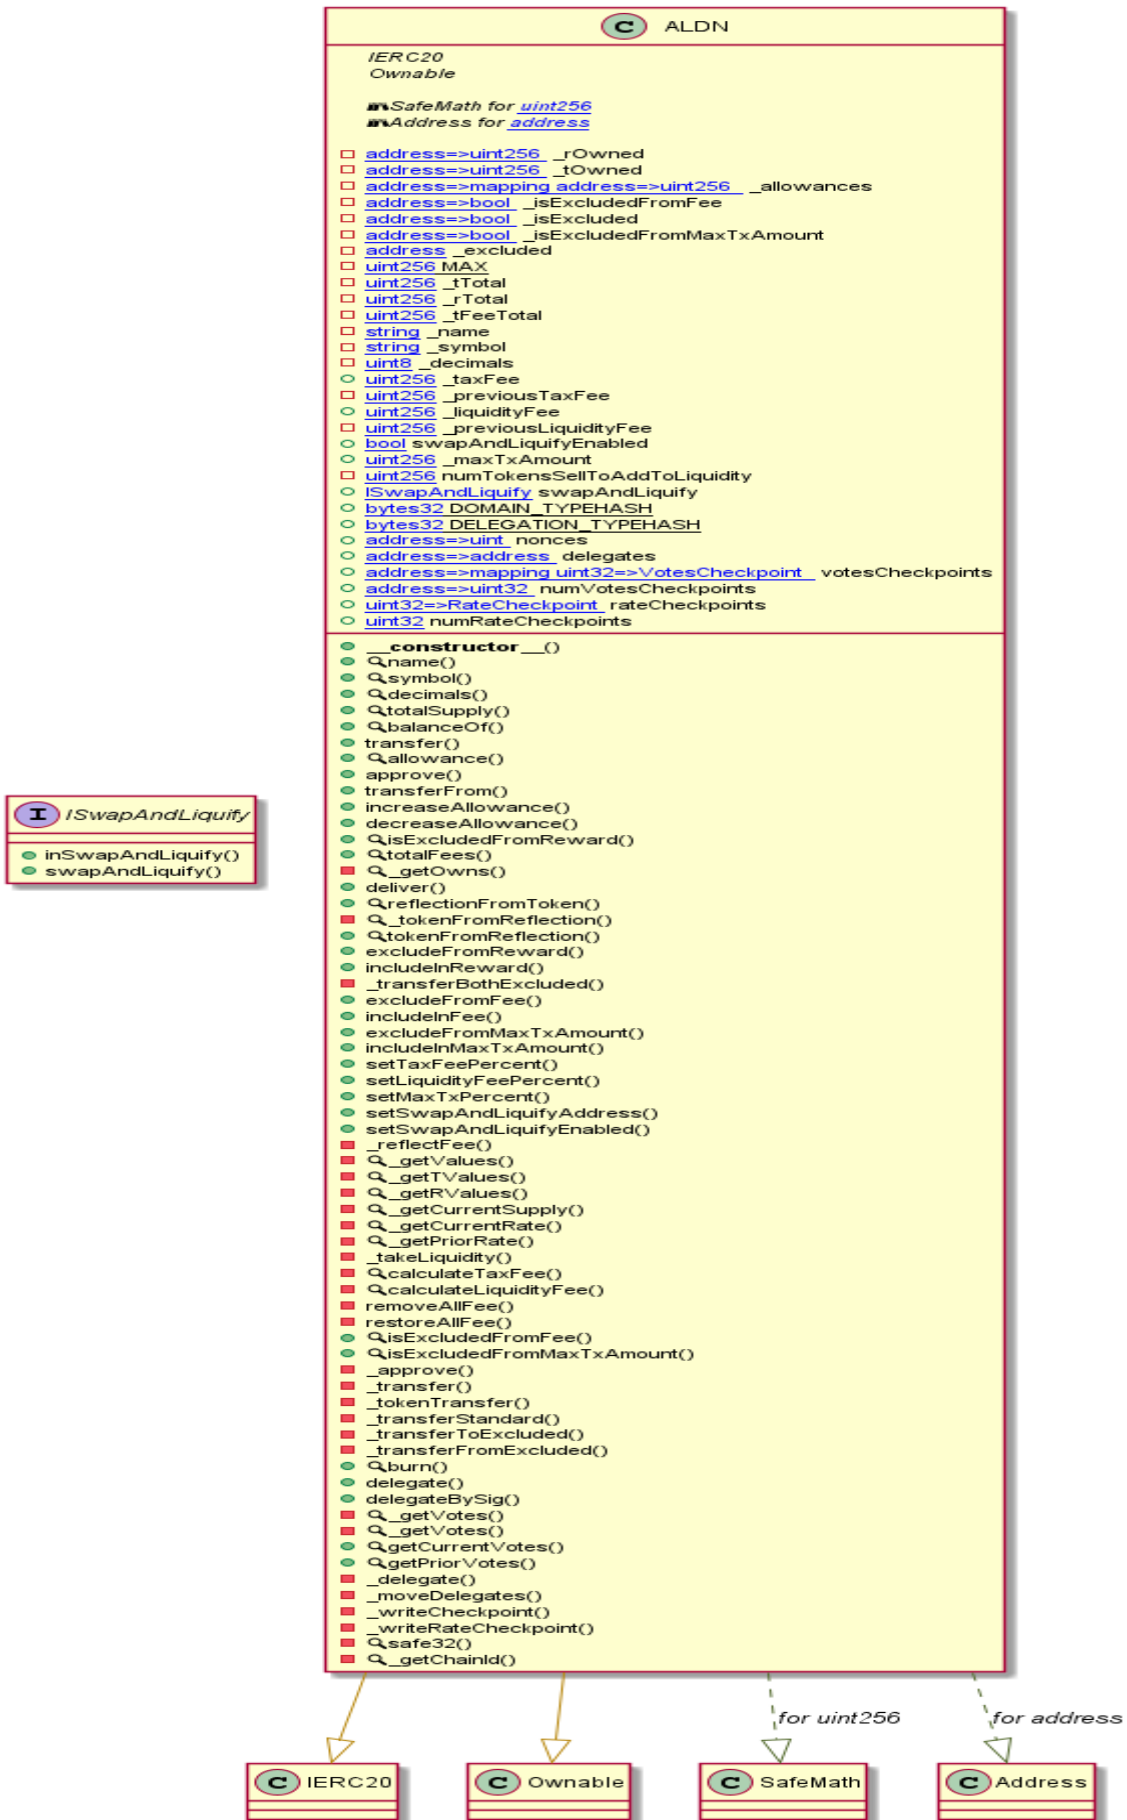 C ALDN
IERC20
Ownable
SafeMath for uint256
Address for address
address=>uint256 _rOwned
address=>uint256 _tOwned
address=>mapping address=>uint256 _allowances
address=>bool _isExcludedFromFee
address=>bool _isExcluded
address=>bool _isExcludedFromMaxTxAmount
address _excluded
uint256 MAX
uint256 _tTotal
uint256 _rTotal
uint256 _tFeeTotal
string _name
string _symbol
uint8 _decimals
uint256 _taxFee
uint256 _previousTaxFee
uint256 _liquidityFee
uint256 _previousLiquidityFee
bool swapAndLiquifyEnabled
uint256 _maxTxAmount
uint256 numTokensSellToAddToLiquidity
ISwapAndLiquify swapAndLiquify
bytes32 DOMAIN_TYPEHASH
bytes32 DELEGATION_TYPEHASH
address=>uint nonces
address=>address delegates
address=>mapping uint32=>VotesCheckpoint votesCheckpoints
address=>uint32 numVotesCheckpoints
uint32=>RateCheckpoint rateCheckpoints
uint32 numRateCheckpoints
__constructor__()
name()
symbol()
decimals()
totalSupply()
balanceOf()
transfer()
allowance()
approve()
transferFrom()
increaseAllowance()
decreaseAllowance()
isExcludedFromReward()
totalFees()
_getOwns()
deliver()
reflectionFromToken()
_tokenFromReflection()
tokenFromReflection()
excludeFromReward()
includeInReward()
_transferBothExcluded()
excludeFromFee()
includeInFee()
excludeFromMaxTxAmount()
includeInMaxTxAmount()
setTaxFeePercent()
setLiquidityFeePercent()
setMaxTxPercent()
setSwapAndLiquifyAddress()
setSwapAndLiquifyEnabled()
_reflectFee()
_getValues()
_getTValues()
_getRValues()
_getCurrentSupply()
_getCurrentRate()
_getPriorRate()
_takeLiquidity()
calculateTaxFee()
calculateLiquidityFee()
removeAllFee()
restoreAllFee()
isExcludedFromFee()
isExcludedFromMaxTxAmount()
_approve()
_transfer()
_tokenTransfer()
_transferStandard()
_transferToExcluded()
_transferFromExcluded()
burn()
delegate()
delegateBySig()
_getVotes()
_getVotes()
getCurrentVotes()
getPriorVotes()
_delegate()
_moveDelegates()
_writeCheckpoint()
_writeRateCheckpoint()
safe32()
_getChainId()
I ISwapAndLiquify
inSwapAndLiquify()
swapAndLiquify()
for uint256
for address
C IERC20
C Ownable
C SafeMath
C Address